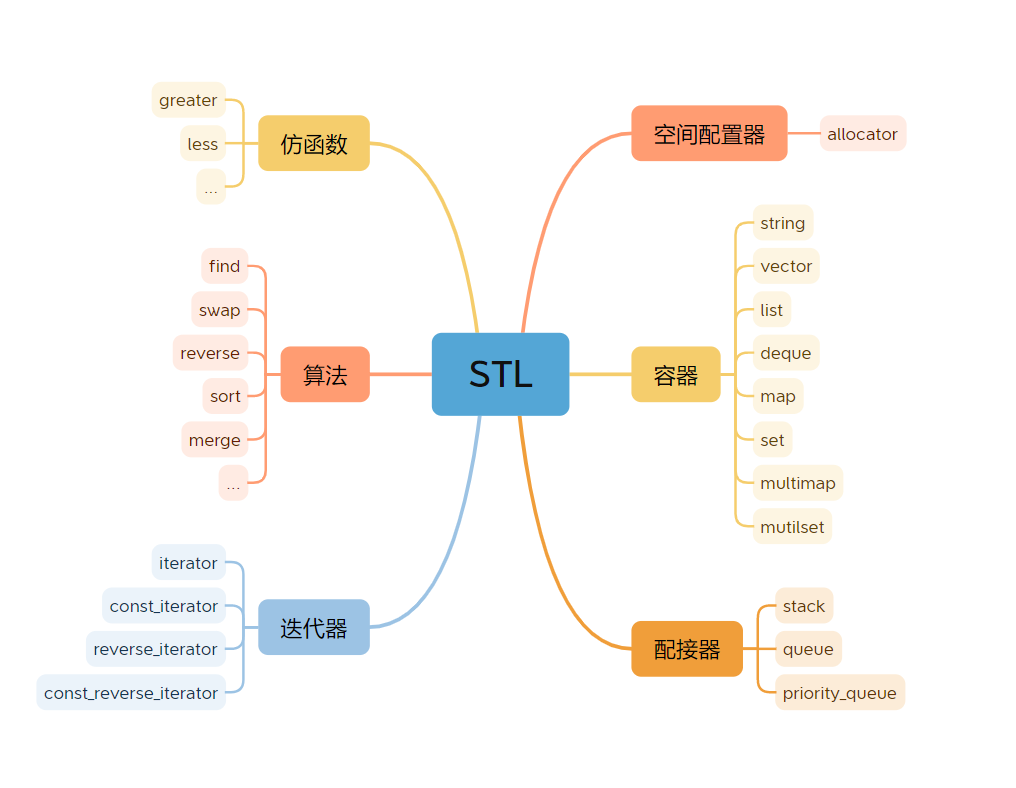 STL
空间配置器
allocator
容器
string
vector
list
deque
map
set
multimap
mutilset
配接器
stack
queue
priority_queue
仿函数
greater
less
...
算法
find
swap
reverse
sort
merge
...
迭代器
iterator
const_iterator
reverse_iterator
const_reverse_iterator